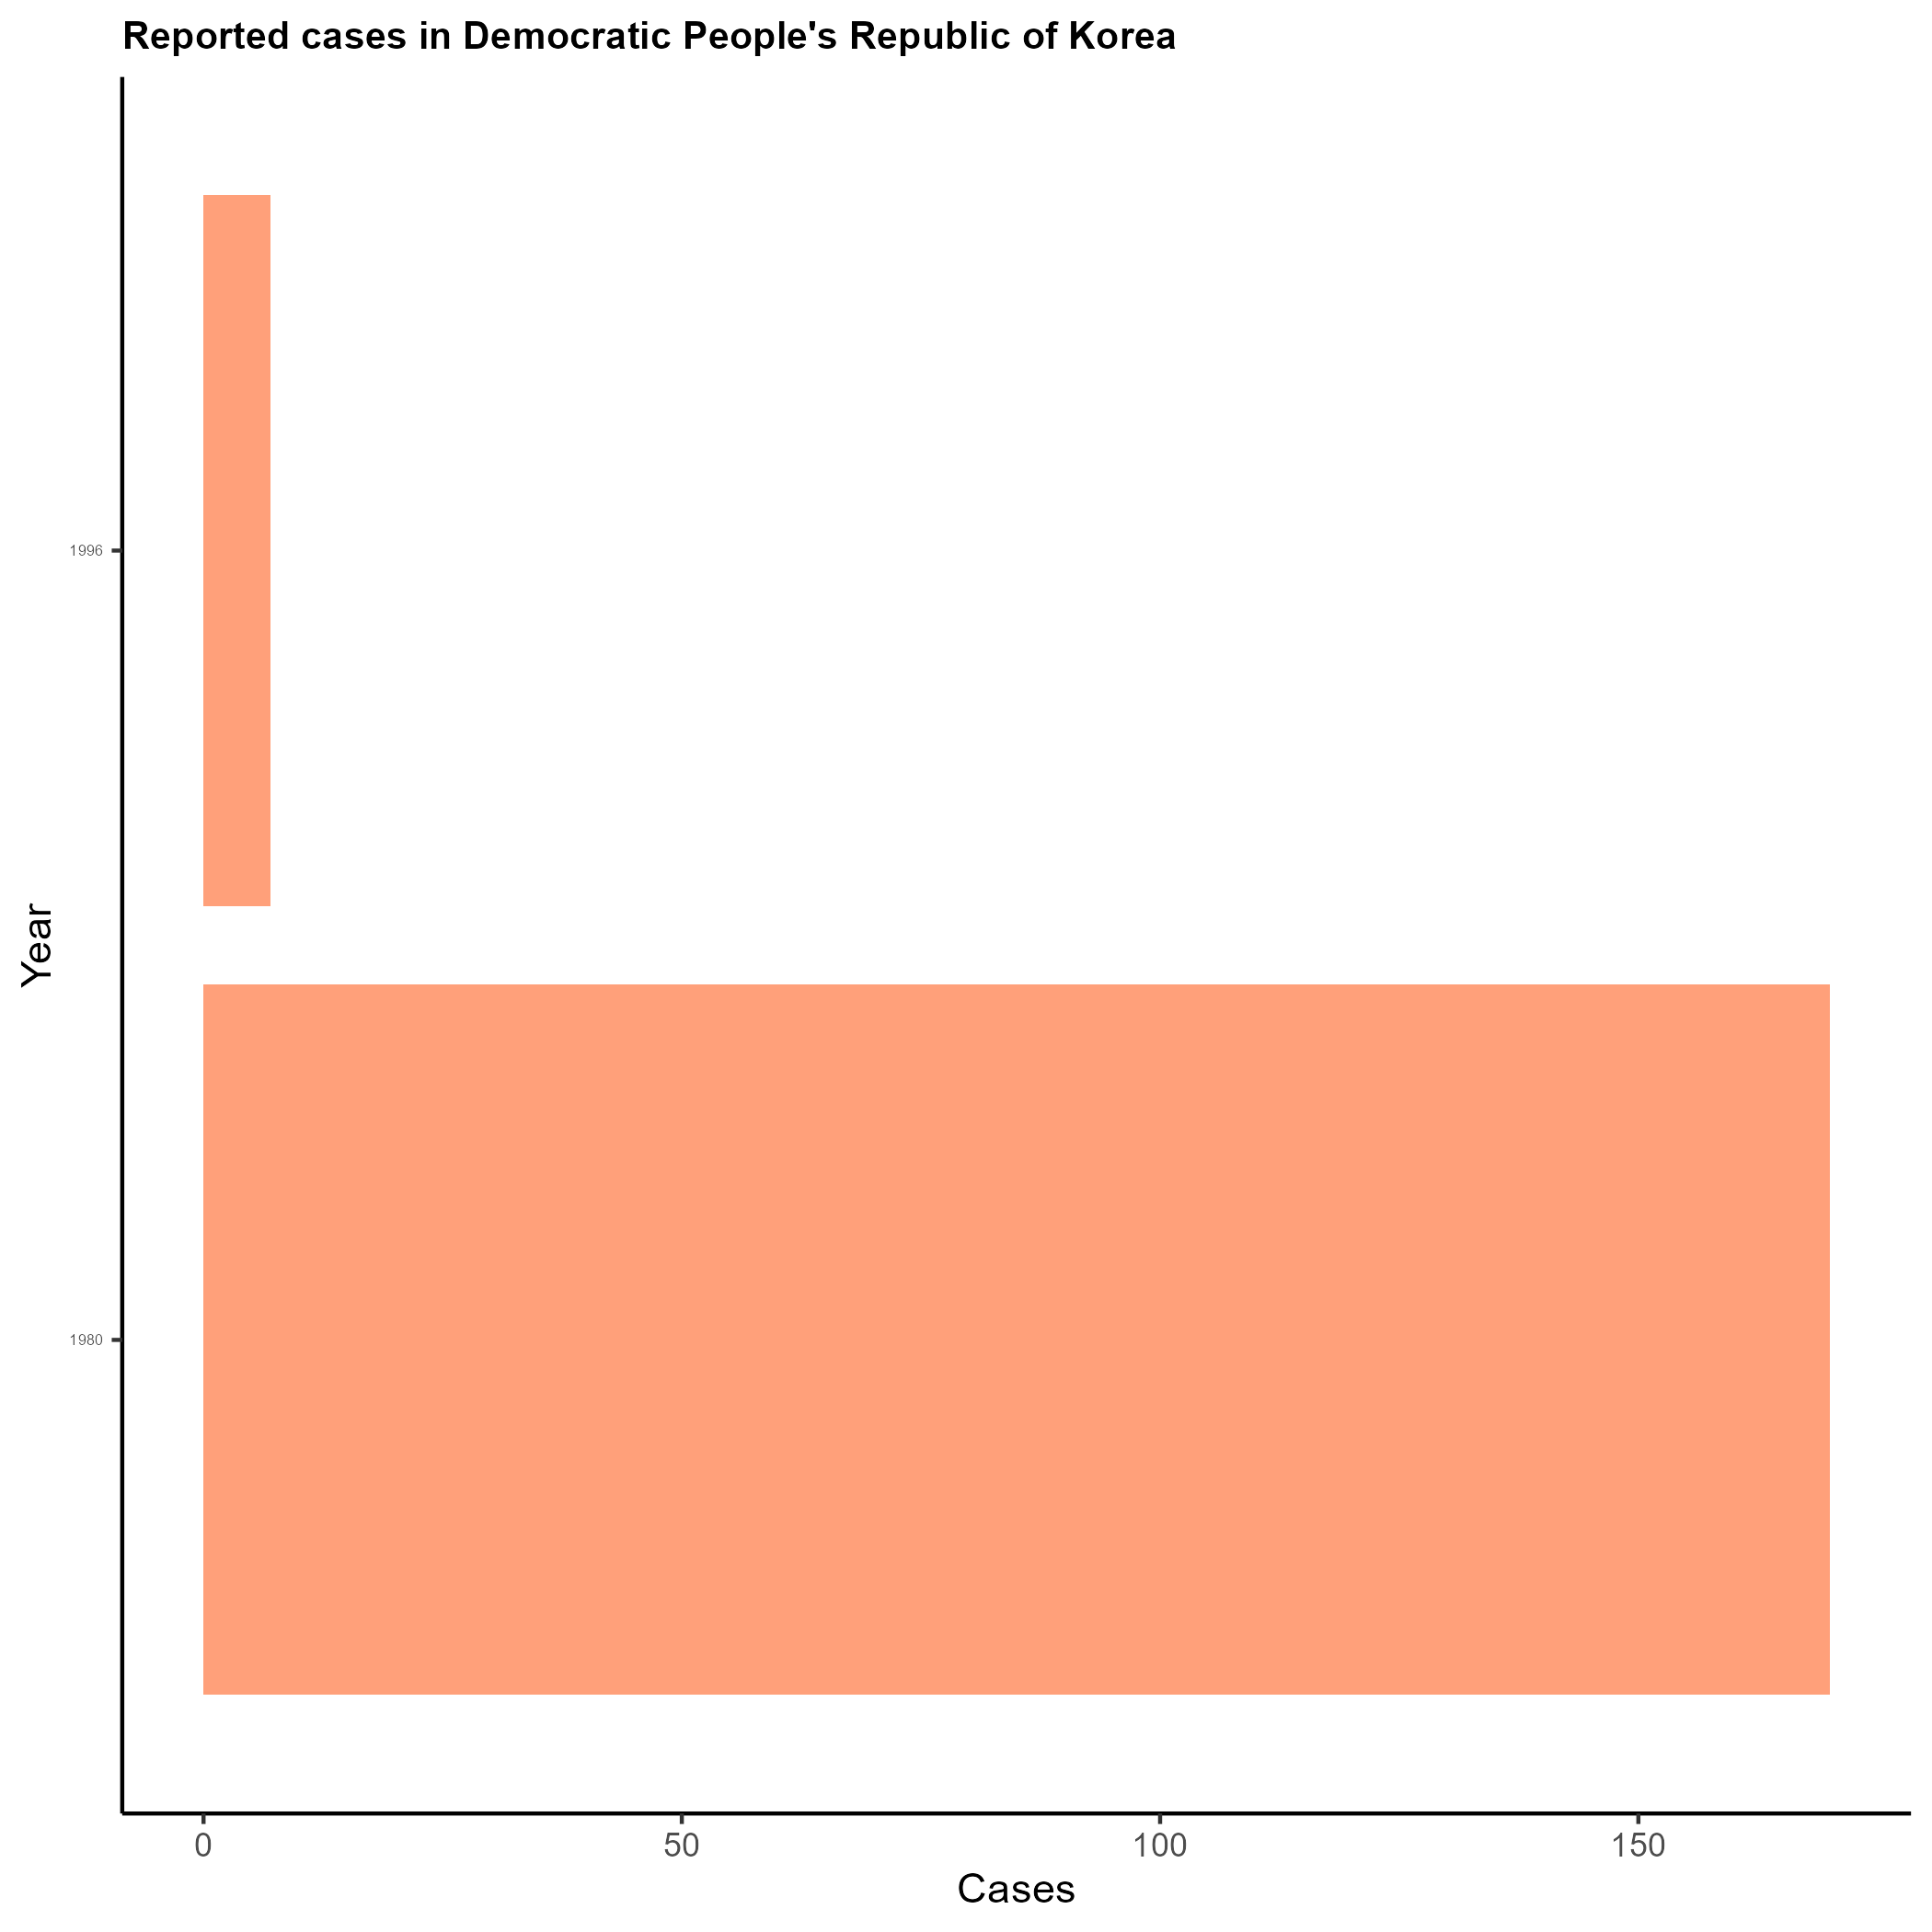 Reported cases in Democratic People's Republic of Korea
1996
Year
1980
0 50 100 150
Cases